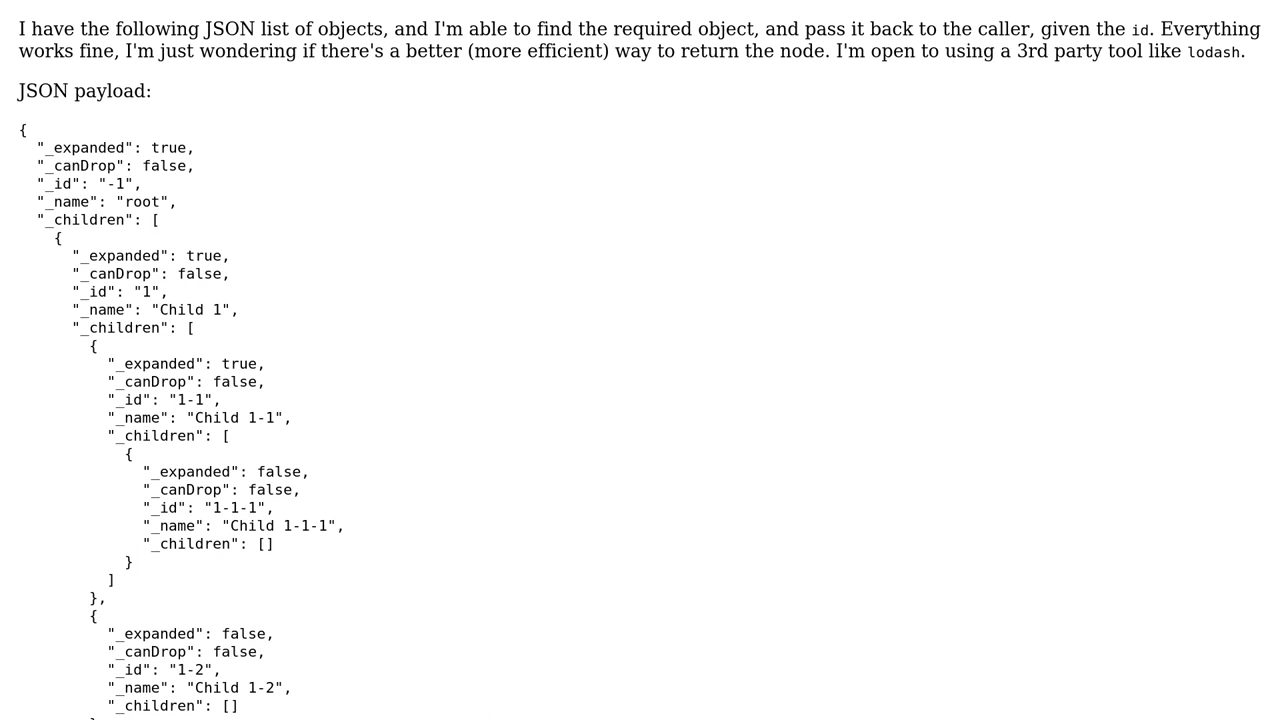 I have the following JSON list of objects, and I'm able to find the required object, and pass it back to the caller, given the id. Everything
works fine, I'm just wondering if there's a better (more efficient) way to return the node. I'm open to using a 3rd party tool like lodash.
JSON payload:
{
  "_expanded": true,
  "_canDrop": false,
  "_id": "-1",
  "_name": "root",
  "_children": [
    {
      "_expanded": true,
      "_canDrop": false,
      "_id": "1",
      "_name": "Child 1",
      "_children": [
        {
          "_expanded": true,
          "_canDrop": false,
          "_id": "1-1",
          "_name": "Child 1-1",
          "_children": [
            {
              "_expanded": false,
              "_canDrop": false,
              "_id": "1-1-1",
              "_name": "Child 1-1-1",
              "_children": []
            }
          ]
        },
        {
          "_expanded": false,
          "_canDrop": false,
          "_id": "1-2",
          "_name": "Child 1-2",
          "_children": []